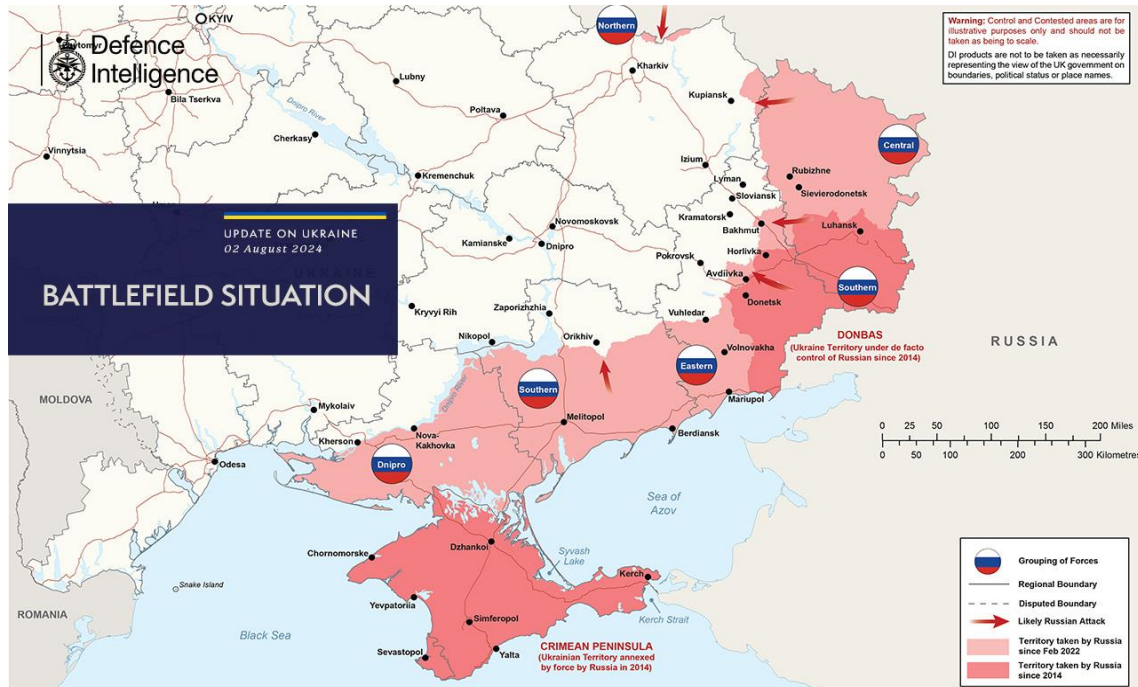 KYIV
Defence
Intelligence
Northern
Warning: Control and Contested areas are for
illustrative purposes only and should not be
taken as being to scale.
DI products are not to be taken as necessarily
representing the view of the UK government on
boundaries, political status or place names.
Kharkiv
Lubny
Bila Tserkva
Poltava
Kupiansk
Dnipro River
Cherkasy
Central
Vinnytsia
Izium
Kremenchuk
Lyman
Rubizhne
Sloviansk
Sievierodonetsk
UPDATE ON UKRAINE
02 August 2024
BATTLEFIELD SITUATION
Novomoskovsk
Kramatorsk
Bakhmut
Luhansk
Kamianske
Dnipro
Horlivka
Pokrovsk
Avdiivka
Southern
Donetsk
Kryvyi Rih
Zaporizhzhia
Vuhledar
Nikopol
Orikhiv
DONBAS
(Ukraine Territory under de facto
control of Russian since 2014)
RUSSIA
Volnovakha
Eastern
Southern
Dnipro River
MOLDOVA
Mykolaiv
Mariupol
Melitopol
Kherson
Nova-
Kakhovka
Berdiansk
0 50 100 150 200 Miles
0 50 100 200 300 Kilometres
Odesa
Dnipro
Sea of
Azov
Dzhankoi
Chornomorske
Syvash
Lake
Kerch
Snake Island
Yevpatoriia
Kerch Strait
ROMANIA
Simferopol
Black Sea
Sevastopol
Yalta
CRIMEAN PENINSULA
(Ukrainian Territory annexed
by force by Russia in 2014)
Grouping of Forces
Regional Boundary
Disputed Boundary
Likely Russian Attack
Territory taken by Russia
since Feb 2022
Territory taken by Russia
since 2014